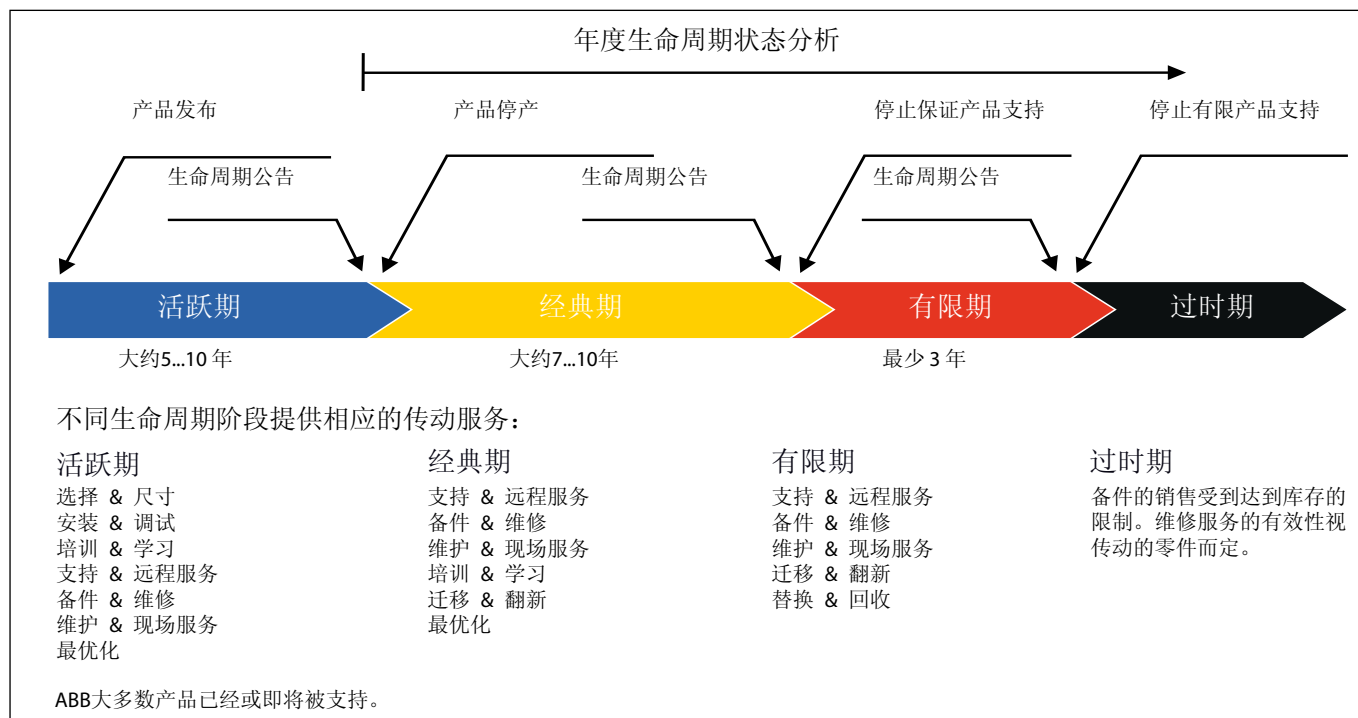 年度生命周期状态分析
产品发布
产品停产
停止保证产品支持
停止有限产品支持
生命周期公告
生命周期公告
生命周期公告
活跃期
经典期
有限期
过时期
大约5...10 年
大约7...10年
最少 3 年
不同生命周期阶段提供相应的传动服务：
活跃期
选择 & 尺寸
安装 & 调试
培训 & 学习
支持 & 远程服务
备件 & 维修
维护 & 现场服务
最优化
经典期
支持 & 远程服务
备件 & 维修
维护 & 现场服务
培训 & 学习
迁移 & 翻新
最优化
有限期
支持 & 远程服务
备件 & 维修
维护 & 现场服务
迁移 & 翻新
替换 & 回收
过时期
备件的销售受到达到库存的
限制。维修服务的有效性视
传动的零件而定。
ABB大多数产品已经或即将被支持。